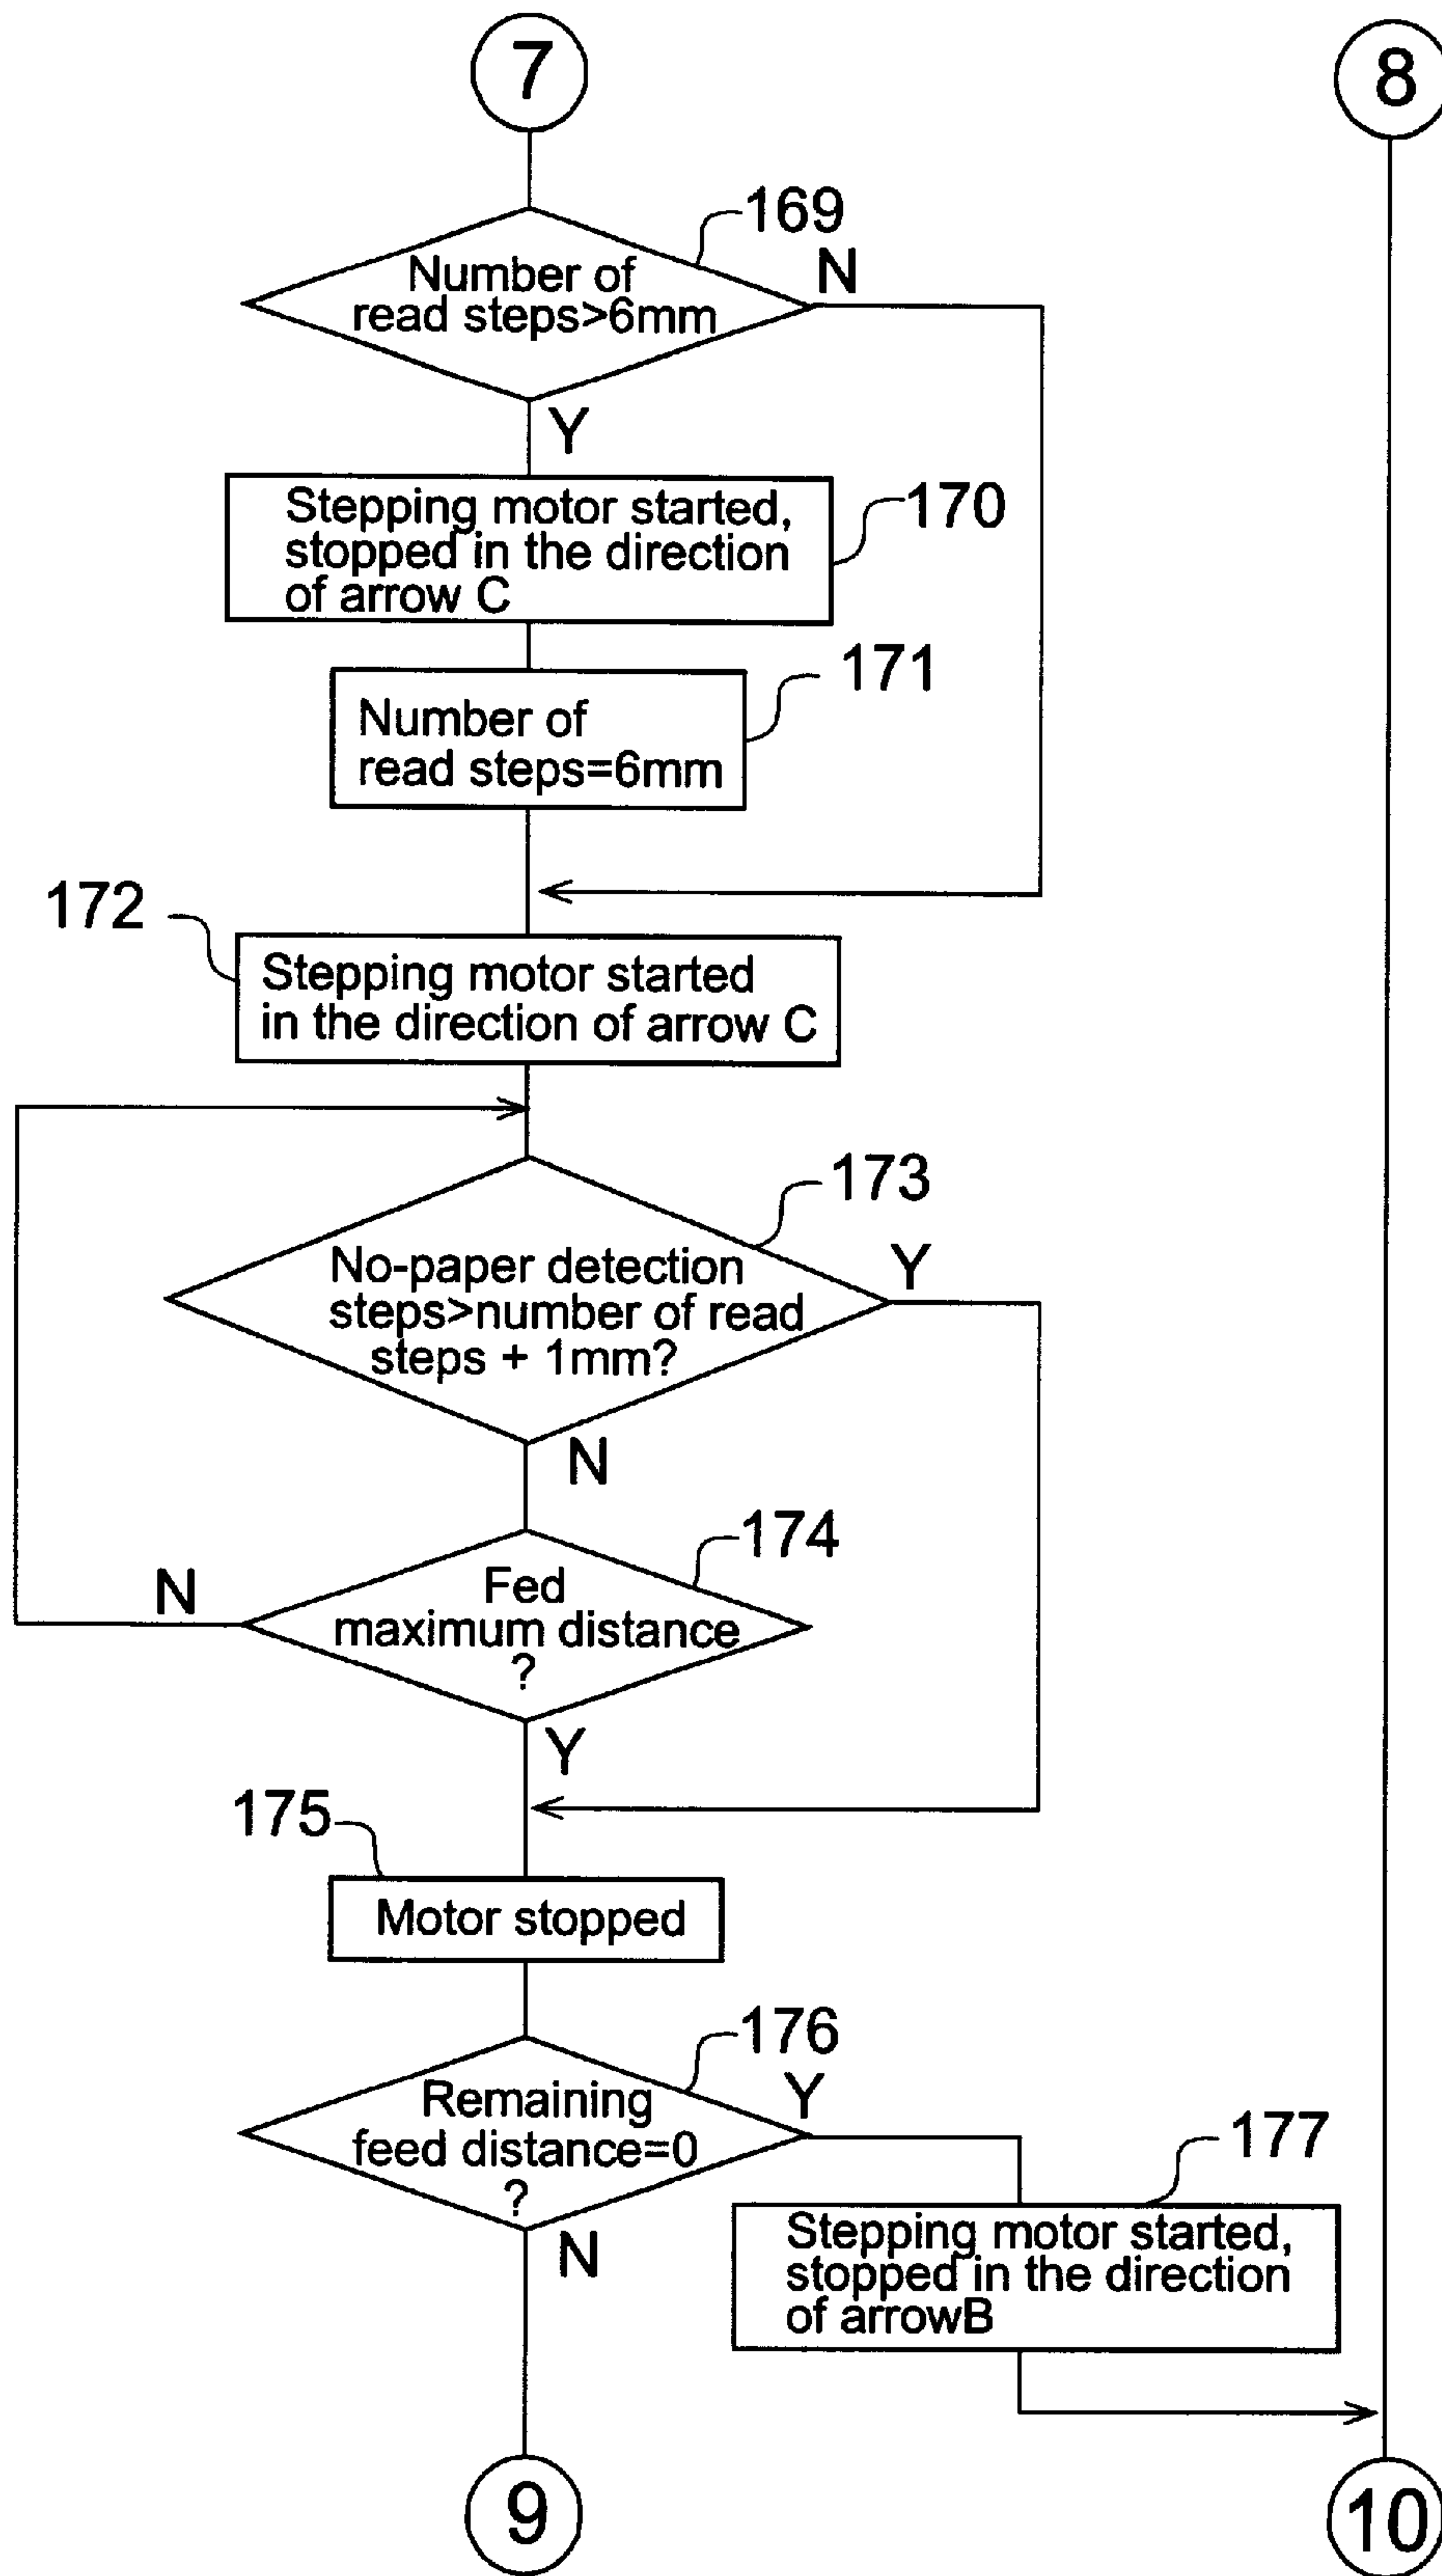 7
8
169
Number of
read steps>6mm
N
Y
Stepping motor started,
stopped in the direction
of arrow C
170
171
Number of
read steps=6mm
172
Stepping motor started
in the direction of arrow C
173
No-paper detection
steps>number of read
steps + 1mm?
Y
N
174
Fed
maximum distance
?
N
Y
175
Motor stopped
176
Remaining
feed distance=0
?
Y
N
177
Stepping motor started,
stopped in the direction
of arrowB
9
10